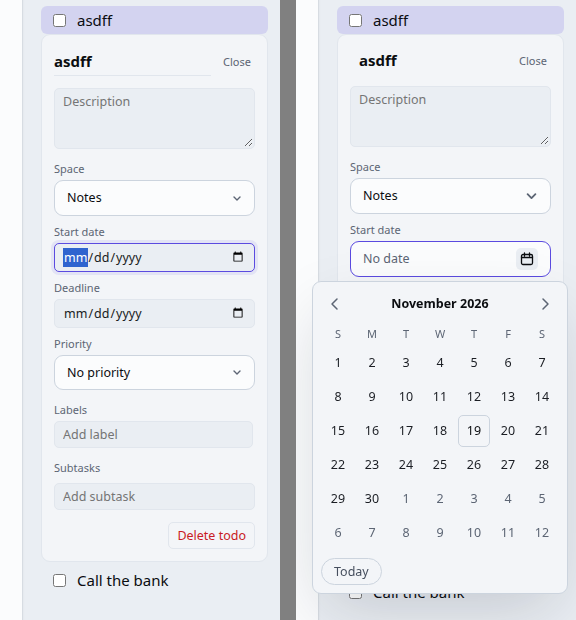 asdff
asdff
Close
Description
Space
Notes
Start date
mm/dd/yyyy
Deadline
mm/dd/yyyy
Priority
No priority
Labels
Add label
Subtasks
Add subtask
Delete todo
Call the bank
asdff
asdff
Close
Description
Space
Notes
Start date
No date
November 2026
S M T W T F S
1 2 3 4 5 6 7
8 9 10 11 12 13 14
15 16 17 18 19 20 21
22 23 24 25 26 27 28
29 30 1 2 3 4 5
6 7 8 9 10 11 12
Today
Call the bank